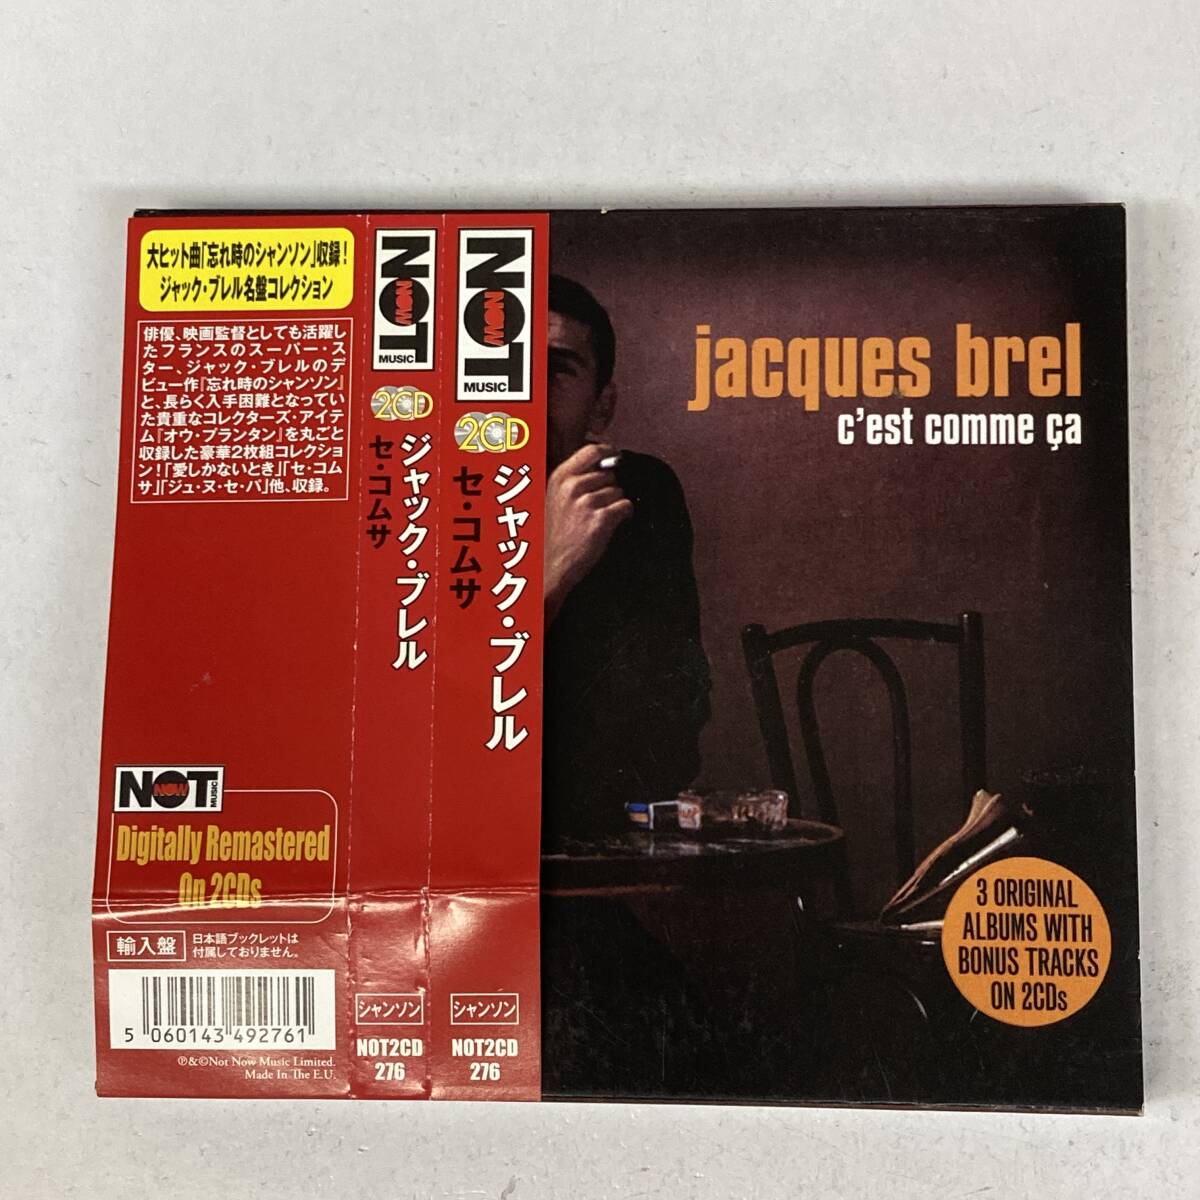 大ヒット曲「忘れ時のシャンソン」収録！
ジャック・ブレル名盤コレクション
俳優、映画監督としても活躍し
たフランスのスーパー・ス
ター、ジャック・ブレルのデ
ビュー作『忘れ時のシャンソン』
と、長らく入手困難となってい
た貴重なコレクターズ・アイテ
ム『オウ・プランタン』を丸ごと
収録した豪華2枚組コレクショ
ン！「愛しかないとき」「セ・コム
サ」「ジュ・ヌ・セ・パ」他、収録。
NOT NOW MUSIC
Digitally Remastered
On 2CDs
輸入盤
日本語ブックレットは
付属しておりません。
5 060143 492761
℗&©Not Now Music Limited.
Made In The E.U.
NOT NOW MUSIC
2CD
ジャック・ブレル
セ・コムサ
シャンソン
NOT2CD
276
NOT NOW MUSIC
2CD
ジャック・ブレル
セ・コムサ
シャンソン
NOT2CD
276
jacques brel
c'est comme ça
3 ORIGINAL
ALBUMS WITH
BONUS TRACKS
ON 2CDs